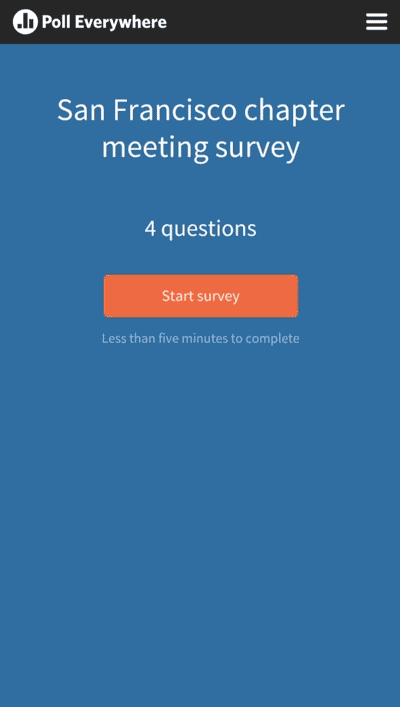 Poll Everywhere
San Francisco chapter
meeting survey
4 questions
Start survey
Less than five minutes to complete